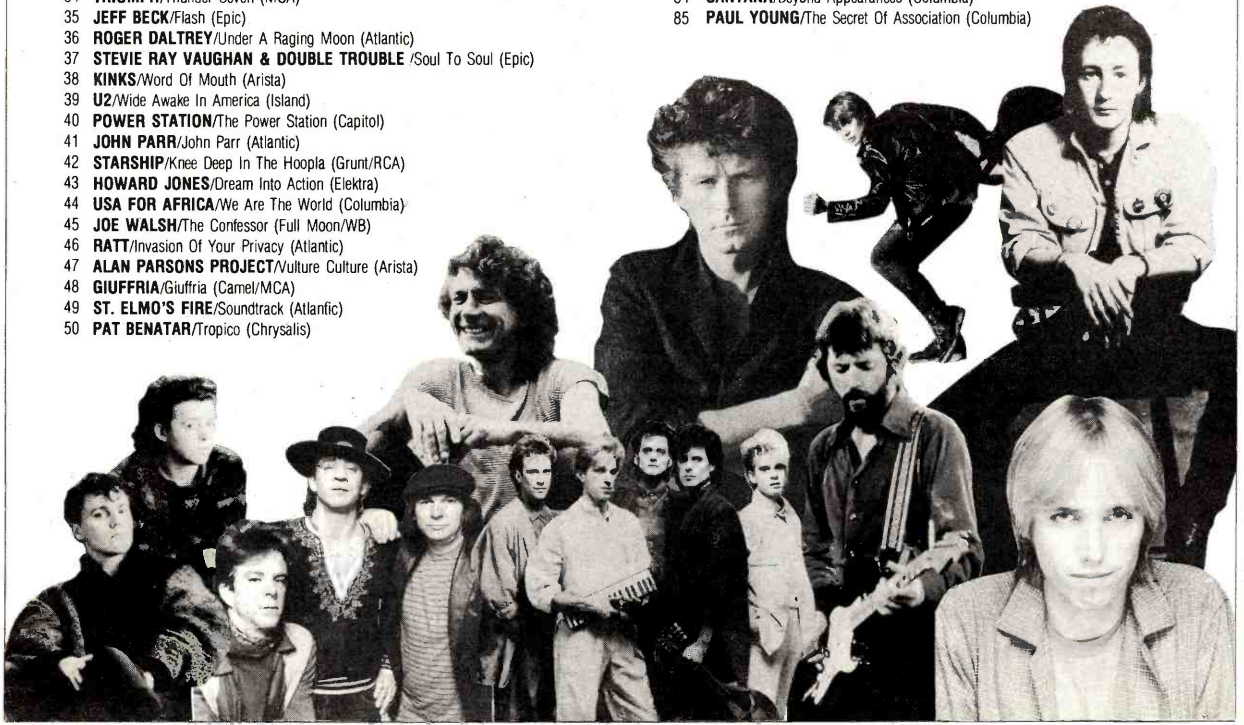 35 JEFF BECK/Flash (Epic)
36 ROGER DALTREY/Under A Raging Moon (Atlantic)
37 STEVIE RAY VAUGHAN & DOUBLE TROUBLE /Soul To Soul (Epic)
38 KINKS/Word Of Mouth (Arista)
39 U2/Wide Awake In America (Island)
40 POWER STATION/The Power Station (Capitol)
41 JOHN PARR/John Parr (Atlantic)
42 STARSHIP/Knee Deep In The Hoopla (Grunt/RCA)
43 HOWARD JONES/Dream Into Action (Elektra)
44 USA FOR AFRICA/We Are The World (Columbia)
45 JOE WALSH/The Confessor (Full Moon/WB)
46 RATT/Invasion Of Your Privacy (Atlantic)
47 ALAN PARSONS PROJECT/Vulture Culture (Arista)
48 GIUFFRIA/Giuffria (Camel/MCA)
49 ST. ELMO'S FIRE/Soundtrack (Atlantic)
50 PAT BENATAR/Tropico (Chrysalis)
85 PAUL YOUNG/The Secret Of Association (Columbia)